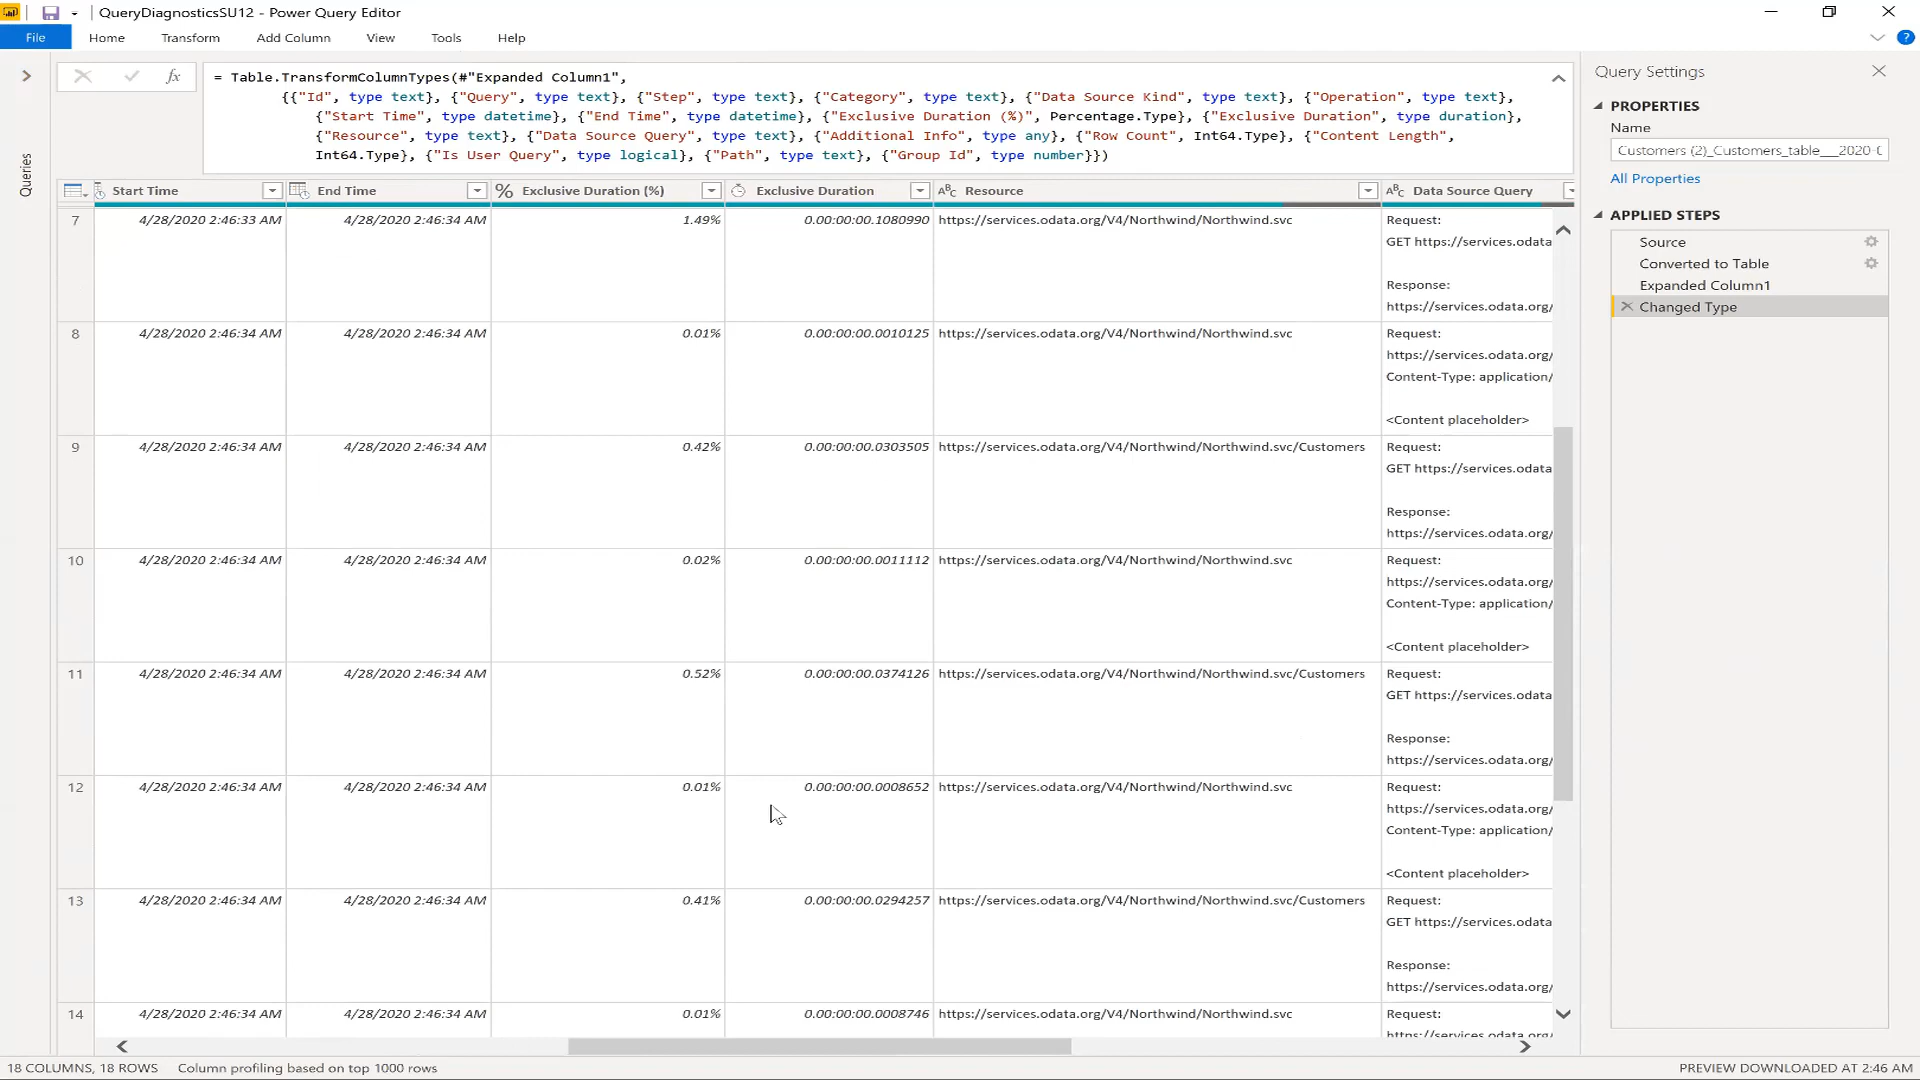 QueryDiagnosticsSU12 - Power Query Editor
File Home Transform Add Column View Tools Help
= Table.TransformColumnTypes(#"Expanded Column1",
{{"Id", type text}, {"Query", type text}, {"Step", type text}, {"Category", type text}, {"Data Source Kind", type text}, {"Operation", type text},
{"Start Time", type datetime}, {"End Time", type datetime}, {"Exclusive Duration (%)", Percentage.Type}, {"Exclusive Duration", type duration},
{"Resource", type text}, {"Data Source Query", type text}, {"Additional Info", type any}, {"Row Count", Int64.Type}, {"Content Length",
Int64.Type}, {"Is User Query", type logical}, {"Path", type text}, {"Group Id", type number}})
Queries
Start Time End Time % Exclusive Duration (%) Exclusive Duration ABC Resource ABC Data Source Query
7 4/28/2020 2:46:33 AM 4/28/2020 2:46:34 AM 1.49% 0.00:00:00.1080990 https://services.odata.org/V4/Northwind/Northwind.svc Request:
GET https://services.odata
Response:
https://services.odata.org/
8 4/28/2020 2:46:34 AM 4/28/2020 2:46:34 AM 0.01% 0.00:00:00.0010125 https://services.odata.org/V4/Northwind/Northwind.svc Request:
https://services.odata.org/
Content-Type: application/
<Content placeholder>
9 4/28/2020 2:46:34 AM 4/28/2020 2:46:34 AM 0.42% 0.00:00:00.0303505 https://services.odata.org/V4/Northwind/Northwind.svc/Customers Request:
GET https://services.odata
Response:
https://services.odata.org/
10 4/28/2020 2:46:34 AM 4/28/2020 2:46:34 AM 0.02% 0.00:00:00.0011112 https://services.odata.org/V4/Northwind/Northwind.svc Request:
https://services.odata.org/
Content-Type: application/
<Content placeholder>
11 4/28/2020 2:46:34 AM 4/28/2020 2:46:34 AM 0.52% 0.00:00:00.0374126 https://services.odata.org/V4/Northwind/Northwind.svc/Customers Request:
GET https://services.odata
Response:
https://services.odata.org/
12 4/28/2020 2:46:34 AM 4/28/2020 2:46:34 AM 0.01% 0.00:00:00.0008652 https://services.odata.org/V4/Northwind/Northwind.svc Request:
https://services.odata.org/
Content-Type: application/
<Content placeholder>
13 4/28/2020 2:46:34 AM 4/28/2020 2:46:34 AM 0.41% 0.00:00:00.0294257 https://services.odata.org/V4/Northwind/Northwind.svc/Customers Request:
GET https://services.odata
Response:
https://services.odata.org/
14 4/28/2020 2:46:34 AM 4/28/2020 2:46:34 AM 0.01% 0.00:00:00.0008746 https://services.odata.org/V4/Northwind/Northwind.svc Request:
https://services.odata.org/
Query Settings
PROPERTIES
Name
Customers (2)_Customers_table___2020-0
All Properties
APPLIED STEPS
Source
Converted to Table
Expanded Column1
Changed Type
18 COLUMNS, 18 ROWS Column profiling based on top 1000 rows PREVIEW DOWNLOADED AT 2:46 AM